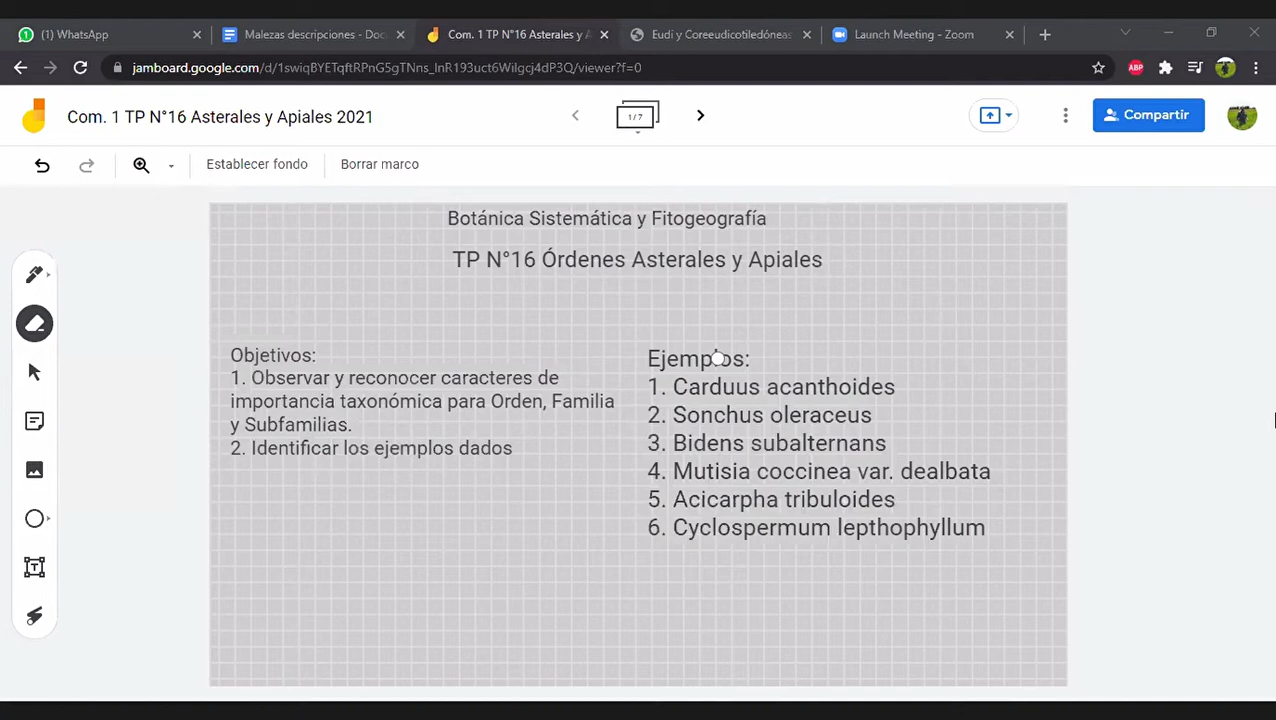 (1) WhatsApp
Malezas descripciones - Doc
Com. 1 TP N°16 Asterales y A
Eudi y Coreeudicotiledóneas
Launch Meeting - Zoom
jamboard.google.com/d/1swiqBYETqftRPnG5gTNns_lnR193uct6WiIgcj4dP3Q/viewer?f=0
ABP
Com. 1 TP N°16 Asterales y Apiales 2021
1/7
Compartir
Establecer fondo
Borrar marco
Botánica Sistemática y Fitogeografía
TP N°16 Órdenes Asterales y Apiales
Objetivos:
1. Observar y reconocer caracteres de
importancia taxonómica para Orden, Familia
y Subfamilias.
2. Identificar los ejemplos dados
Ejemplos:
1. Carduus acanthoides
2. Sonchus oleraceus
3. Bidens subalternans
4. Mutisia coccinea var. dealbata
5. Acicarpha tribuloides
6. Cyclospermum lepthophyllum